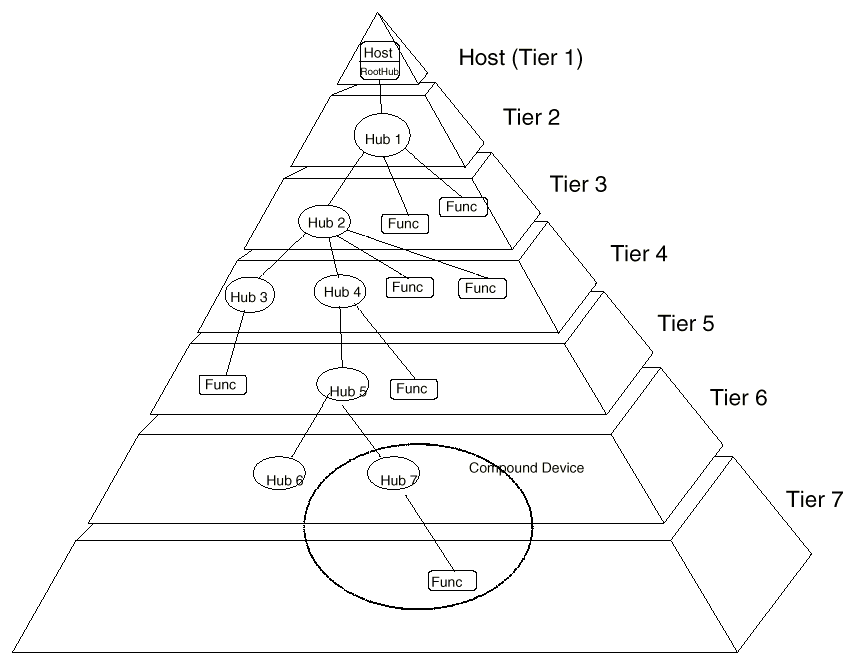 Host
RootHub
Host (Tier 1)
Tier 2
Hub 1
Tier 3
Func
Hub 2
Func
Tier 4
Hub 3
Hub 4
Func
Func
Tier 5
Func
Hub 5
Func
Tier 6
Compound Device
Hub 6
Hub 7
Tier 7
Func